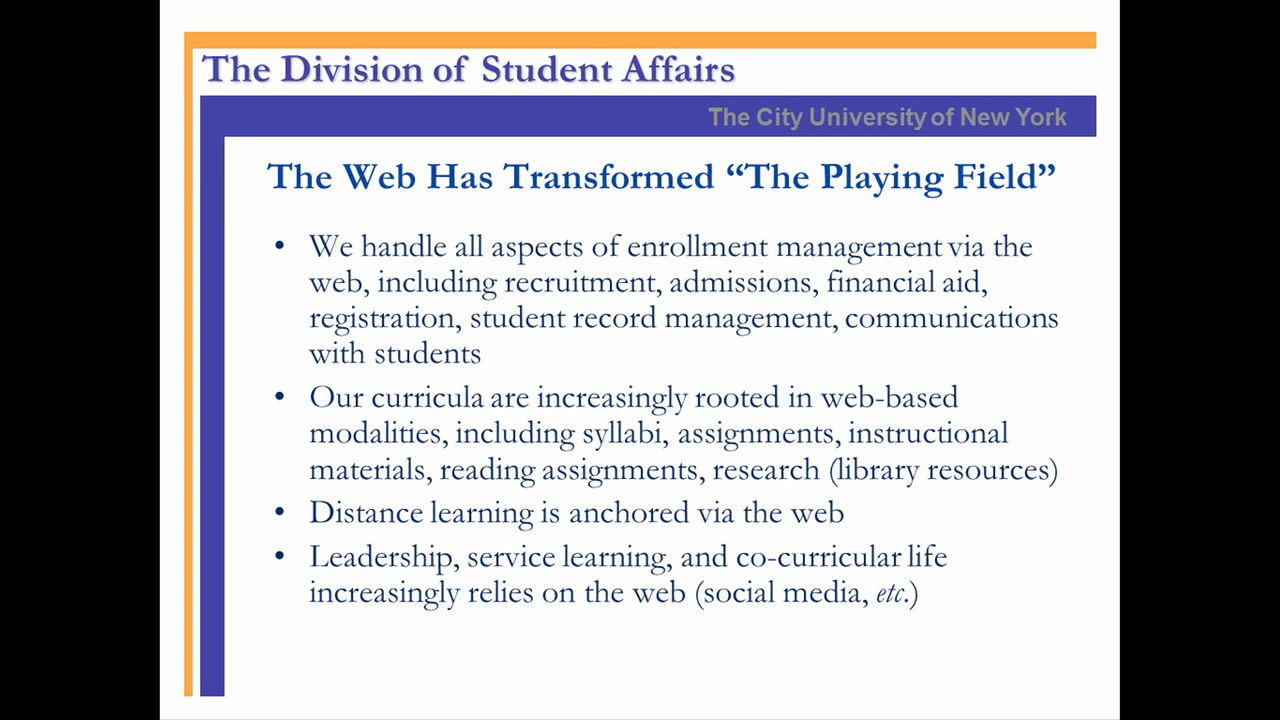 The Division of Student Affairs
The City University of New York
The Web Has Transformed “The Playing Field”
• We handle all aspects of enrollment management via the
web, including recruitment, admissions, financial aid,
registration, student record management, communications
with students
• Our curricula are increasingly rooted in web-based
modalities, including syllabi, assignments, instructional
materials, reading assignments, research (library resources)
• Distance learning is anchored via the web
• Leadership, service learning, and co-curricular life
increasingly relies on the web (social media, etc.)